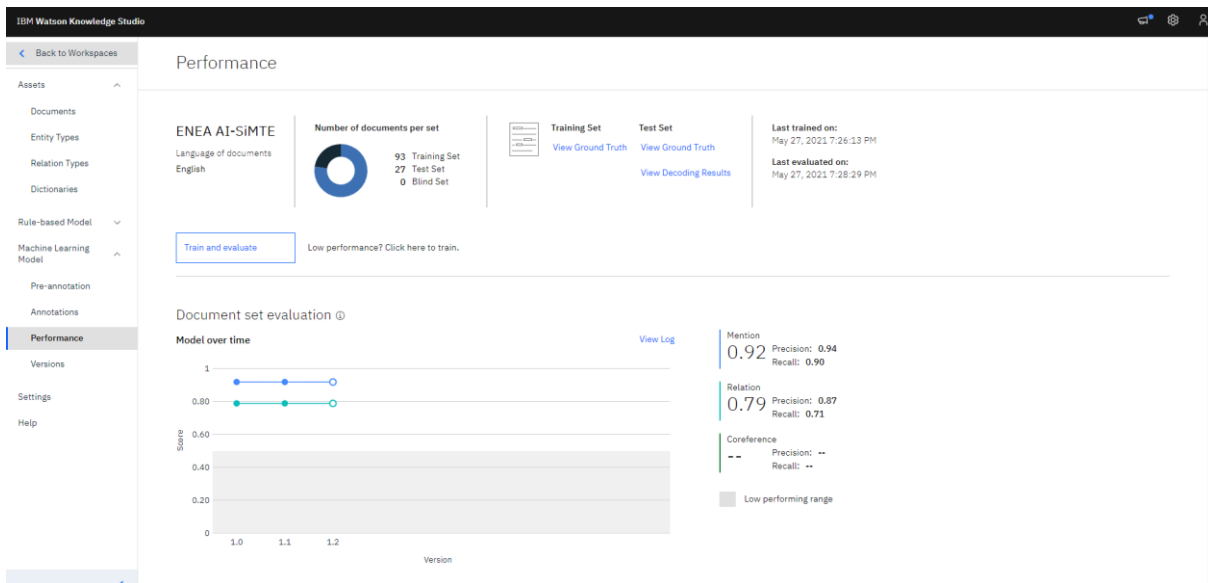 IBM Watson Knowledge Studio
Back to Workspaces
Assets
Documents
Entity Types
Relation Types
Dictionaries
Rule-based Model
Machine Learning
Model
Pre-annotation
Annotations
Performance
Versions
Settings
Help
Performance
ENEA AI-SiMTE
Language of documents
English
Number of documents per set
93 Training Set
27 Test Set
0 Blind Set
Training Set
View Ground Truth
Test Set
View Ground Truth
View Decoding Results
Last trained on:
May 27, 2021 7:26:13 PM
Last evaluated on:
May 27, 2021 7:28:29 PM
Train and evaluate
Low performance? Click here to train.
Document set evaluation
Model over time
View Log
1
0.80
0.60
0.40
0.20
0
Score
1.0 1.1 1.2
Version
Mention
0.92 Precision: 0.94
Recall: 0.90
Relation
0.79 Precision: 0.87
Recall: 0.71
Coreference
-- Precision: --
Recall: --
Low performing range